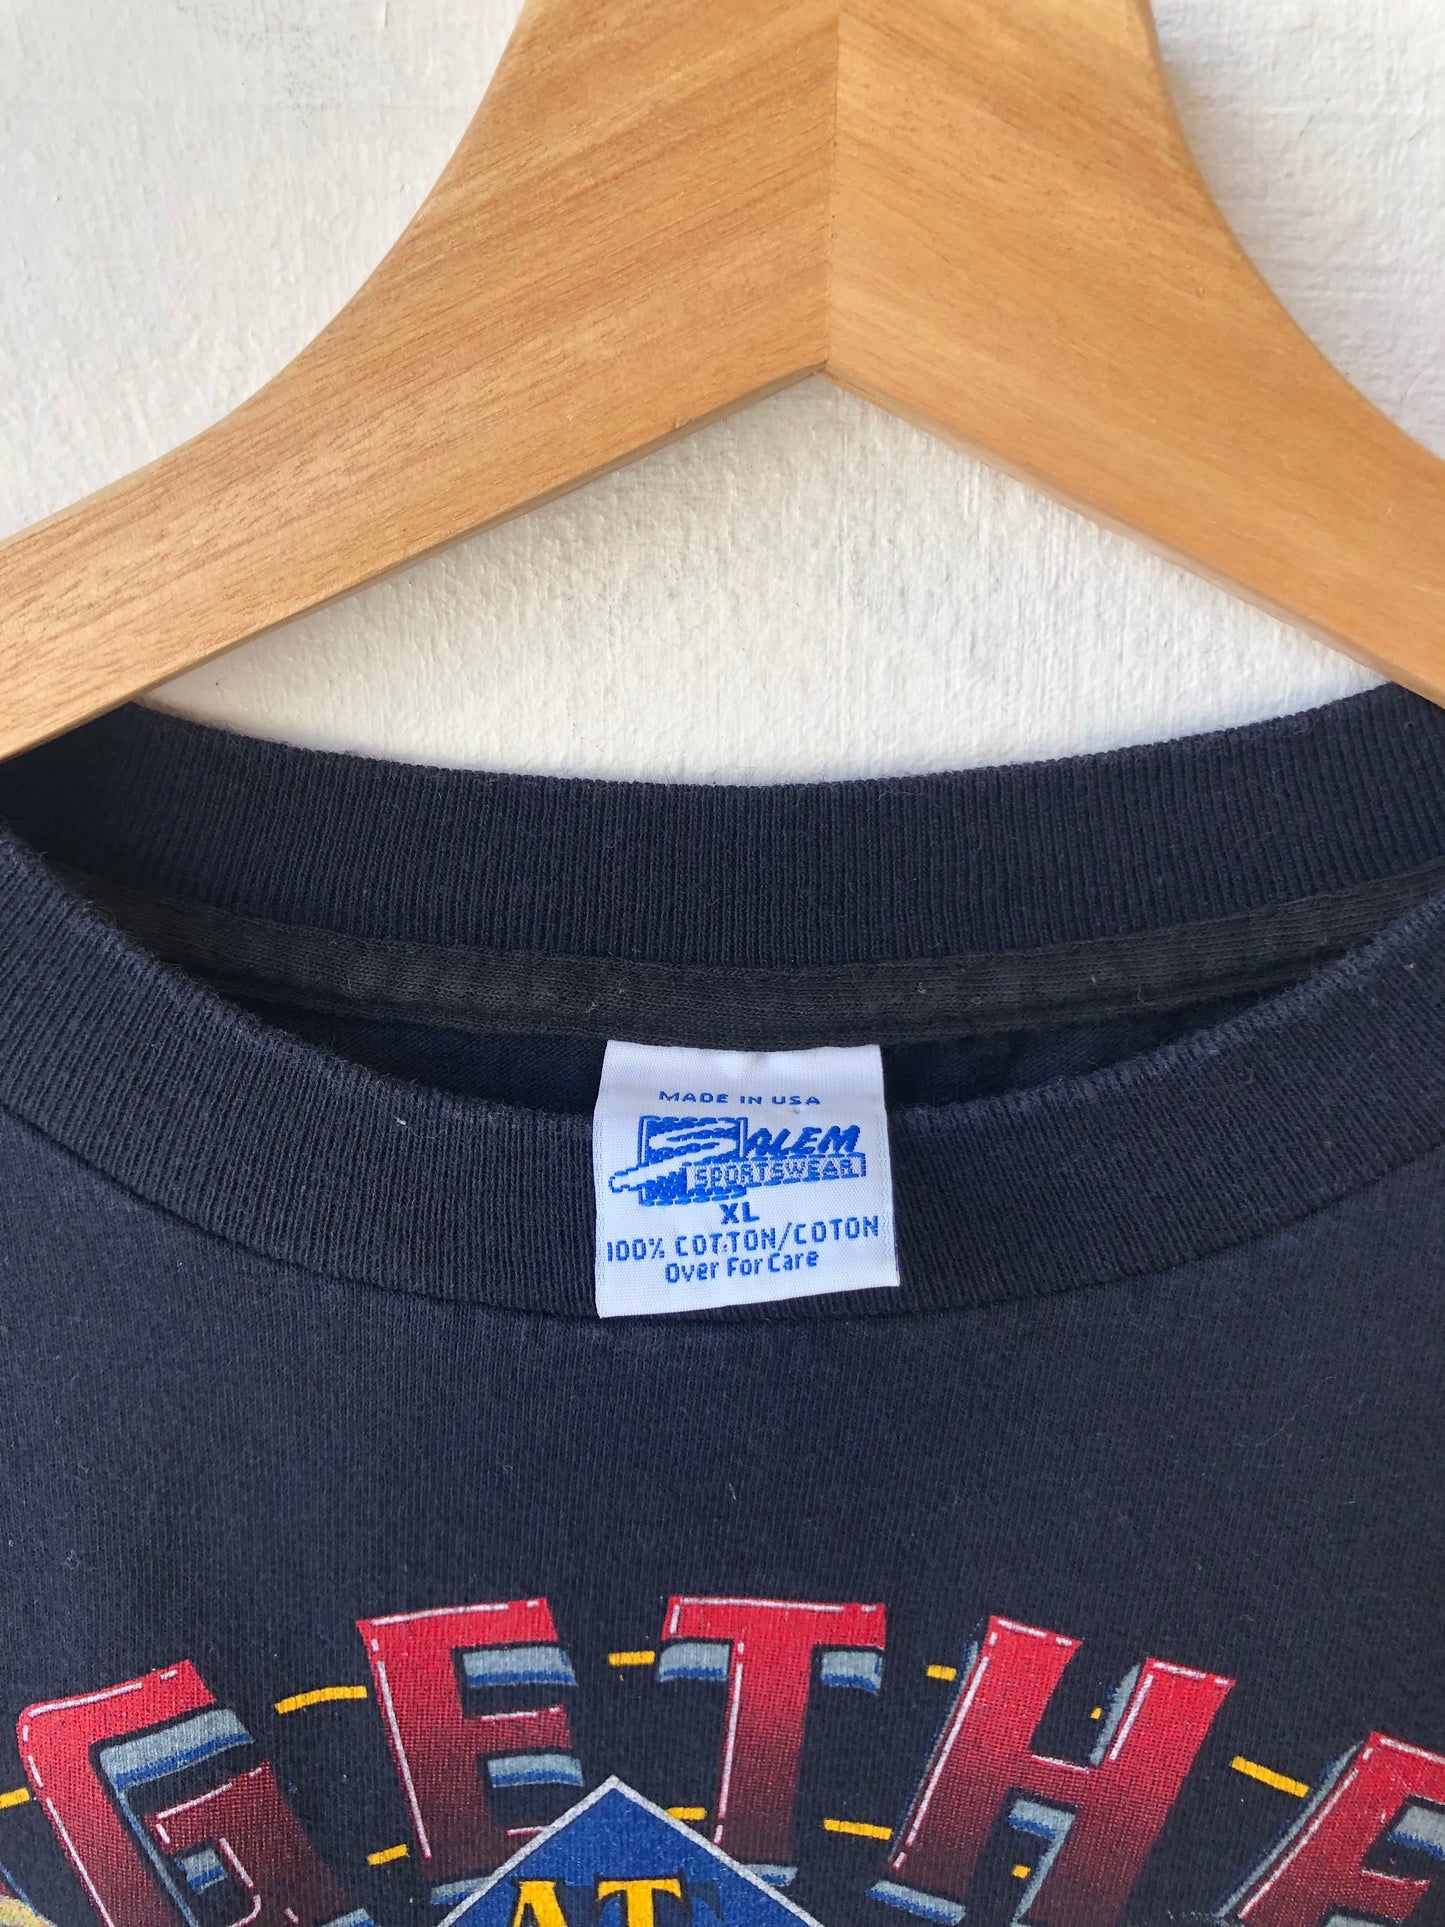 MADE IN USA
SALEM
SPORTSWEAR
XL
100% COTTON/COTON
Over For Care
GETHE
AT